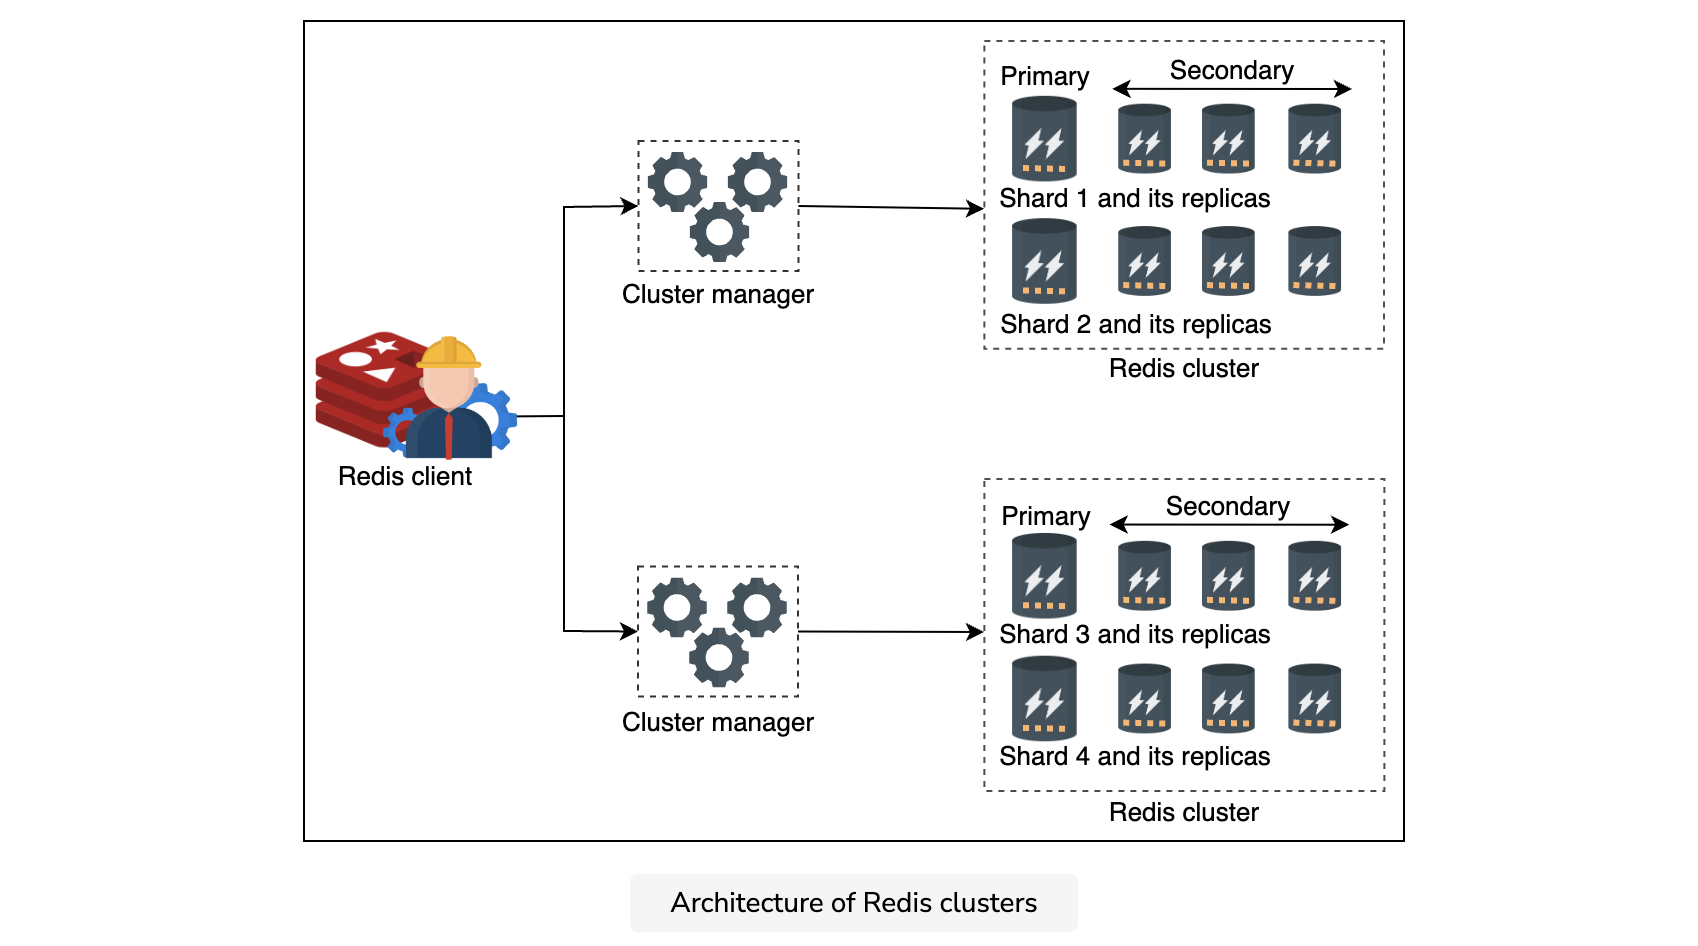 Primary
Secondary
Shard 1 and its replicas
Shard 2 and its replicas
Redis cluster
Cluster manager
Redis client
Primary
Secondary
Shard 3 and its replicas
Shard 4 and its replicas
Redis cluster
Cluster manager
Architecture of Redis clusters